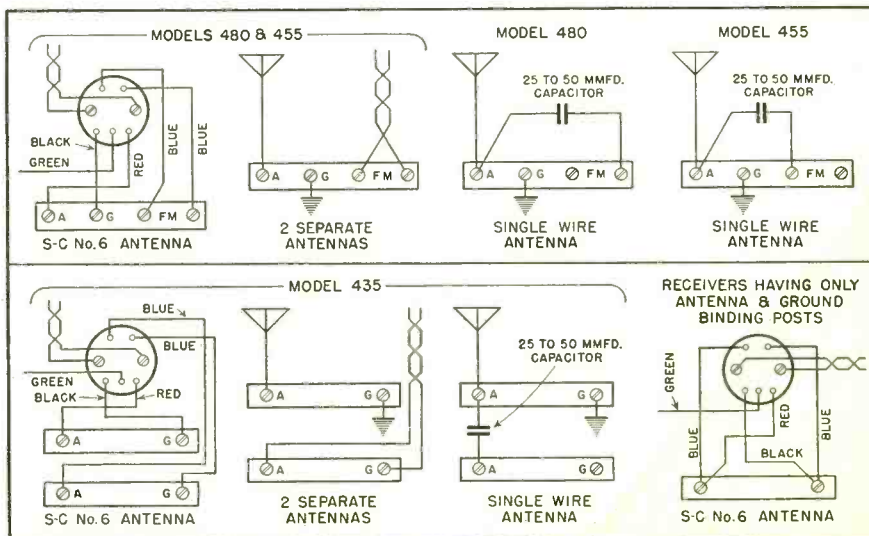 MODELS 480 & 455
BLACK
GREEN
RED
BLUE
BLUE
A G FM
S-C No.6 ANTENNA
A G FM
2 SEPARATE
ANTENNAS
MODEL 480
25 TO 50 MMFD.
CAPACITOR
A G FM
SINGLE WIRE
ANTENNA
MODEL 455
25 TO 50 MMFD.
CAPACITOR
A G FM
SINGLE WIRE
ANTENNA
MODEL 435
BLUE
BLUE
GREEN
BLACK
RED
A G
A G
S-C No.6 ANTENNA
A G
A G
2 SEPARATE
ANTENNAS
25 TO 50 MMFD.
CAPACITOR
A G
A G
SINGLE WIRE
ANTENNA
RECEIVERS HAVING ONLY
ANTENNA & GROUND
BINDING POSTS
GREEN
BLUE
RED
BLACK
BLUE
S-C No.6 ANTENNA